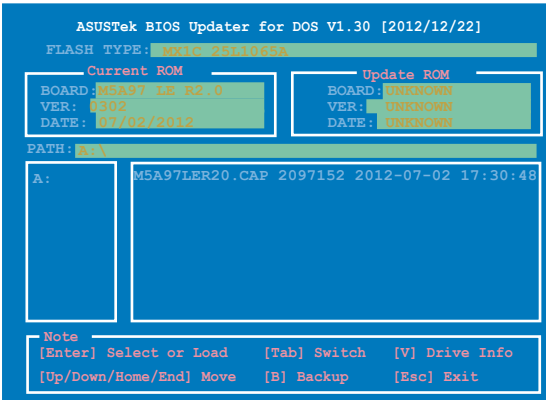 ASUSTek BIOS Updater for DOS V1.30 [2012/12/22]
FLASH TYPE: MX1C 25L1065A
Current ROM
BOARD: M5A97 LE R2.0
VER: 0302
DATE: 07/02/2012
Update ROM
BOARD: UNKNOWN
VER: UNKNOWN
DATE: UNKNOWN
PATH: A:\
A:
M5A97LER20.CAP 2097152 2012-07-02 17:30:48
Note
[Enter] Select or Load [Tab] Switch [V] Drive Info
[Up/Down/Home/End] Move [B] Backup [Esc] Exit